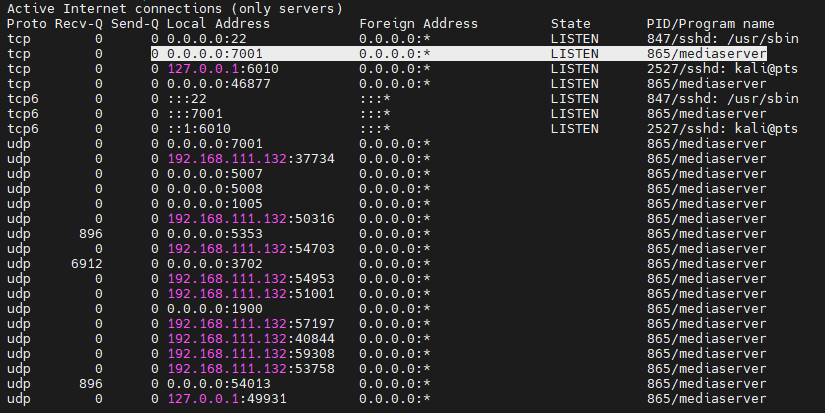 Active Internet connections (only servers)
Proto Recv-Q Send-Q Local Address Foreign Address State PID/Program name
tcp 0 0 0.0.0.0:22 0.0.0.0:* LISTEN 847/sshd: /usr/sbin
tcp 0 0 0.0.0.0:7001 0.0.0.0:* LISTEN 865/mediaserver
tcp 0 0 127.0.0.1:6010 0.0.0.0:* LISTEN 2527/sshd: kali@pts
tcp 0 0 0.0.0.0:46877 0.0.0.0:* LISTEN 865/mediaserver
tcp6 0 0 :::22 :::* LISTEN 847/sshd: /usr/sbin
tcp6 0 0 :::7001 :::* LISTEN 865/mediaserver
tcp6 0 0 ::1:6010 :::* LISTEN 2527/sshd: kali@pts
udp 0 0 0.0.0.0:7001 0.0.0.0:* 865/mediaserver
udp 0 0 192.168.111.132:37734 0.0.0.0:* 865/mediaserver
udp 0 0 0.0.0.0:5007 0.0.0.0:* 865/mediaserver
udp 0 0 0.0.0.0:5008 0.0.0.0:* 865/mediaserver
udp 0 0 0.0.0.0:1005 0.0.0.0:* 865/mediaserver
udp 0 0 192.168.111.132:50316 0.0.0.0:* 865/mediaserver
udp 896 0 0.0.0.0:5353 0.0.0.0:* 865/mediaserver
udp 0 0 192.168.111.132:54703 0.0.0.0:* 865/mediaserver
udp 6912 0 0.0.0.0:3702 0.0.0.0:* 865/mediaserver
udp 0 0 192.168.111.132:54953 0.0.0.0:* 865/mediaserver
udp 0 0 192.168.111.132:51001 0.0.0.0:* 865/mediaserver
udp 0 0 0.0.0.0:1900 0.0.0.0:* 865/mediaserver
udp 0 0 192.168.111.132:57197 0.0.0.0:* 865/mediaserver
udp 0 0 192.168.111.132:40844 0.0.0.0:* 865/mediaserver
udp 0 0 192.168.111.132:59308 0.0.0.0:* 865/mediaserver
udp 0 0 192.168.111.132:53758 0.0.0.0:* 865/mediaserver
udp 896 0 0.0.0.0:54013 0.0.0.0:* 865/mediaserver
udp 0 0 127.0.0.1:49931 0.0.0.0:* 865/mediaserver